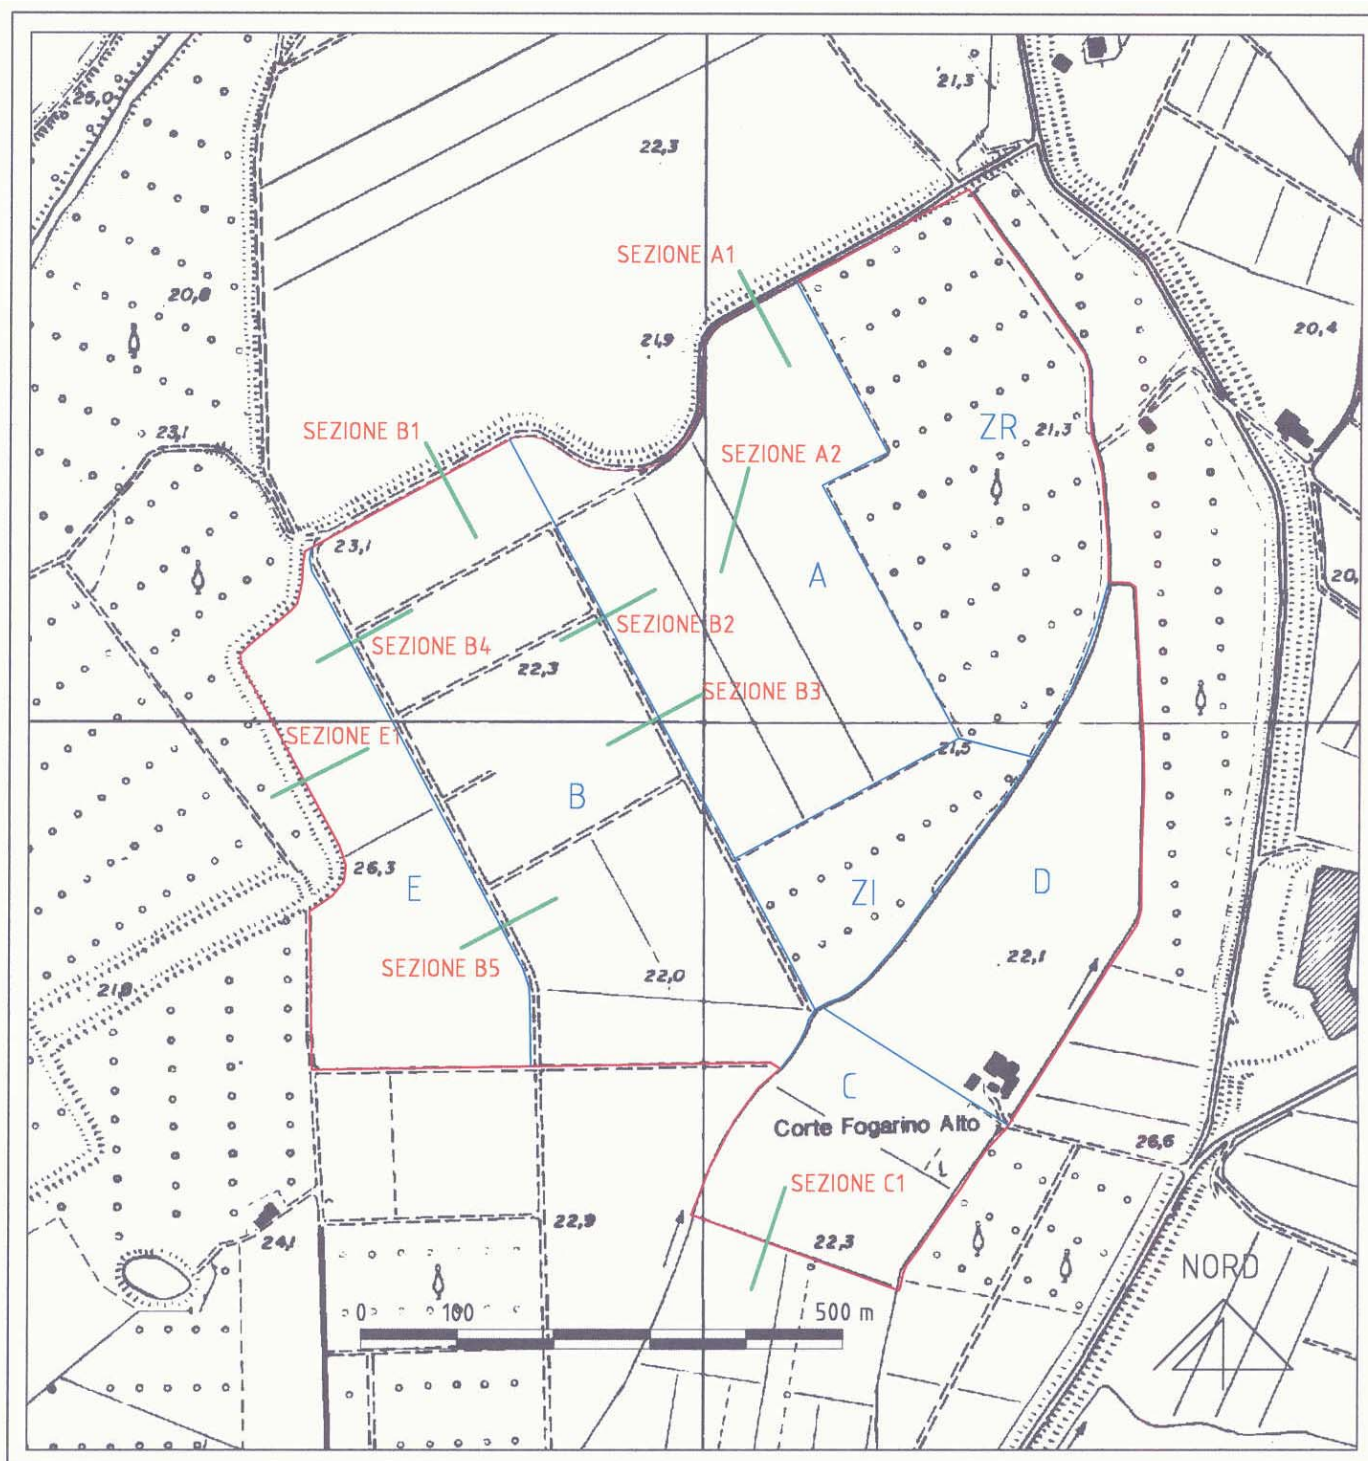 25,0
21,3
22,3
SEZIONE A1
20,8
20,4
21,9
SEZIONE B1
23,1
ZR
21,3
SEZIONE A2
23,1
A
20,
SEZIONE B2
SEZIONE B4
22,3
SEZIONE B3
SEZIONE E1
21,5
B
26,3
E
ZI
D
22,1
SEZIONE B5
22,0
21,8
C
Corte Fogarino Alto
26,6
SEZIONE C1
22,9
24,1
22,3
NORD
0 100 500 m